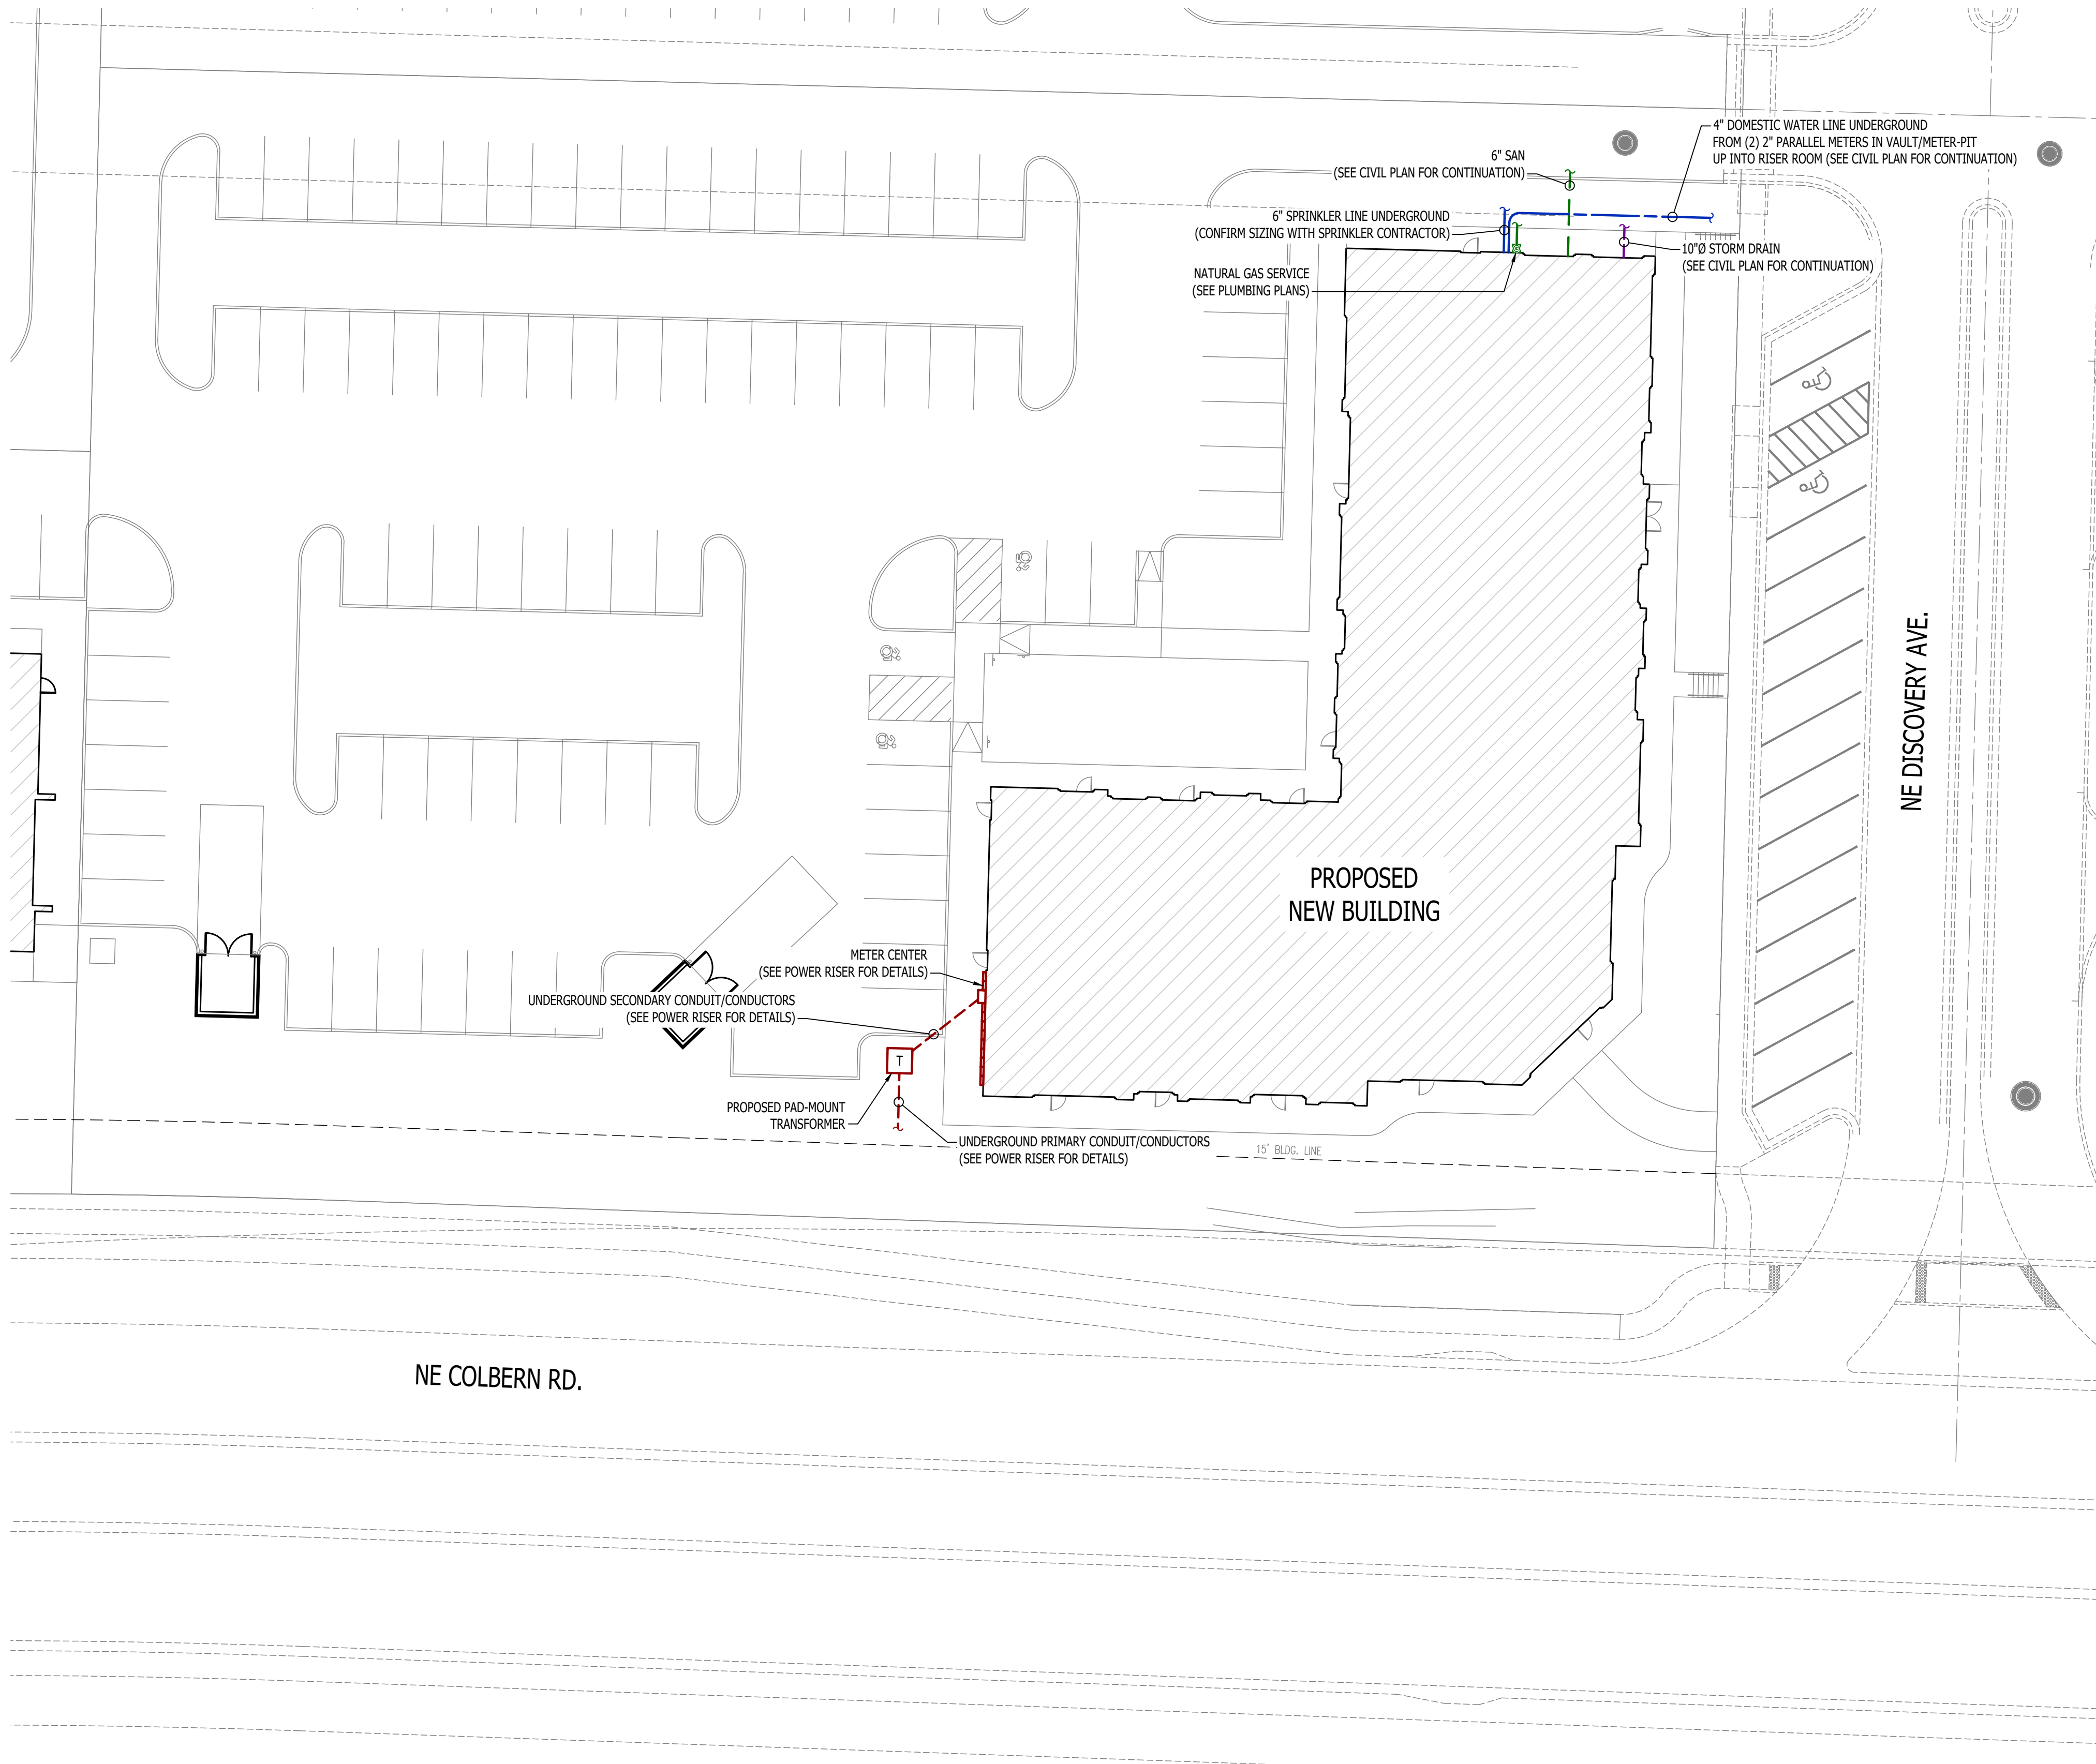 4" DOMESTIC WATER LINE UNDERGROUND
FROM (2) 2" PARALLEL METERS IN VAULT/METER-PIT
UP INTO RISER ROOM (SEE CIVIL PLAN FOR CONTINUATION)
6" SAN
(SEE CIVIL PLAN FOR CONTINUATION)
6" SPRINKLER LINE UNDERGROUND
(CONFIRM SIZING WITH SPRINKLER CONTRACTOR)
10"Ø STORM DRAIN
(SEE CIVIL PLAN FOR CONTINUATION)
NATURAL GAS SERVICE
(SEE PLUMBING PLANS)
G
NE DISCOVERY AVE.
PROPOSED
NEW BUILDING
METER CENTER
(SEE POWER RISER FOR DETAILS)
UNDERGROUND SECONDARY CONDUIT/CONDUCTORS
(SEE POWER RISER FOR DETAILS)
T
PROPOSED PAD-MOUNT
TRANSFORMER
UNDERGROUND PRIMARY CONDUIT/CONDUCTORS
(SEE POWER RISER FOR DETAILS)
15' BLDG. LINE
NE COLBERN RD.